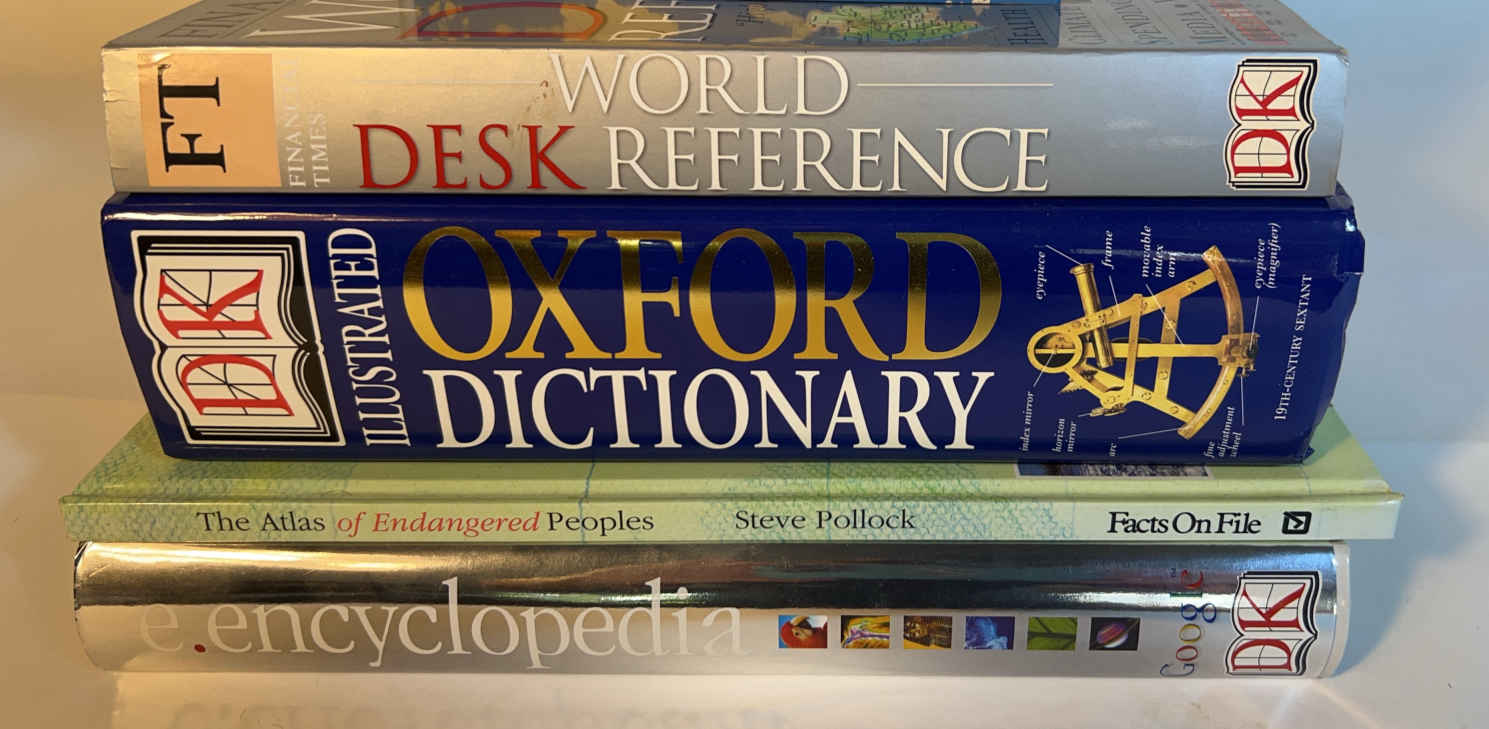 FT
FINANCIAL
TIMES
WORLD
DESK REFERENCE
DK
DK
ILLUSTRATED
OXFORD
DICTIONARY
eyepiece
frame
movable
index
arm
eyepiece
(magnifier)
index mirror
horizon
mirror
arc
fine
adjustment
wheel
19TH-CENTURY SEXTANT
The Atlas of Endangered Peoples
Steve Pollock
Facts On File
e.encyclopedia
Google
DK